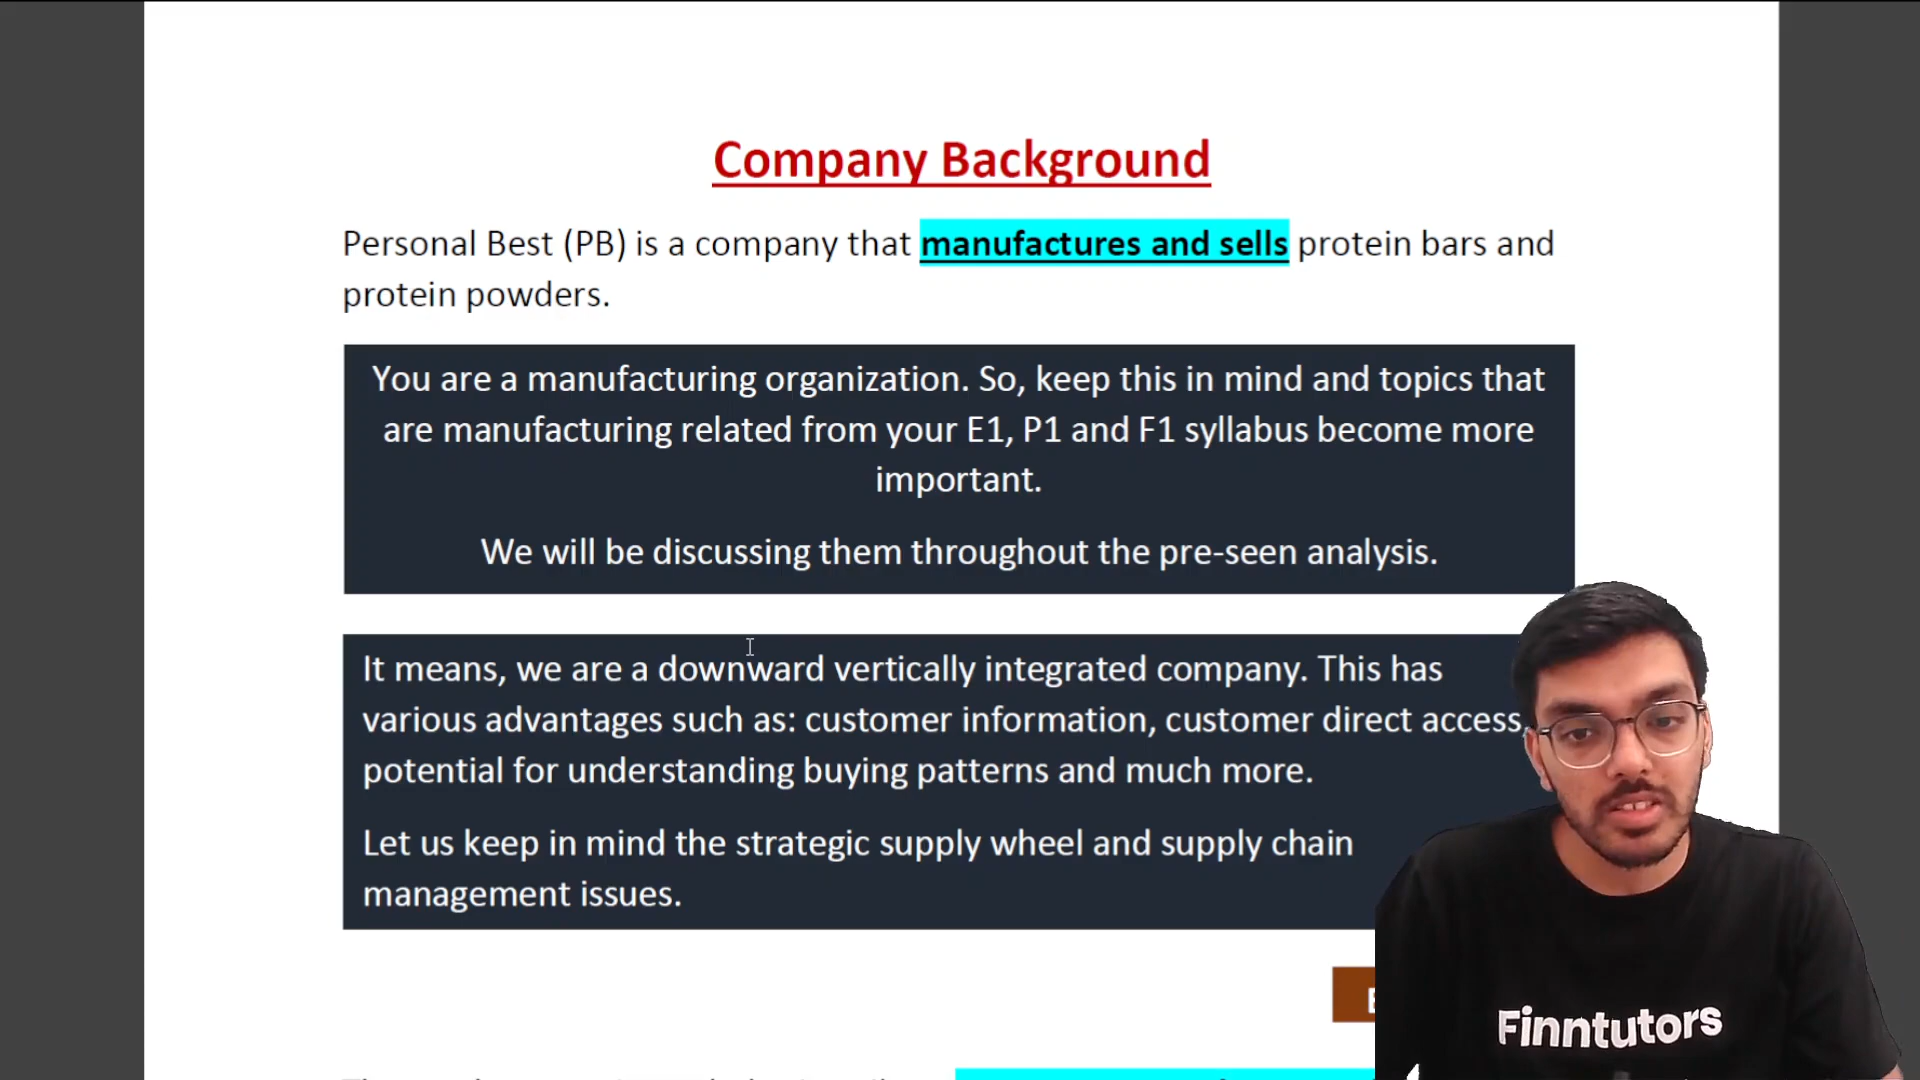 Company Background
Personal Best (PB) is a company that manufactures and sells protein bars and
protein powders.
You are a manufacturing organization. So, keep this in mind and topics that
are manufacturing related from your E1, P1 and F1 syllabus become more
important.
We will be discussing them throughout the pre-seen analysis.
It means, we are a downward vertically integrated company. This has
various advantages such as: customer information, customer direct access,
potential for understanding buying patterns and much more.
Let us keep in mind the strategic supply wheel and supply chain
management issues.
Finntutors